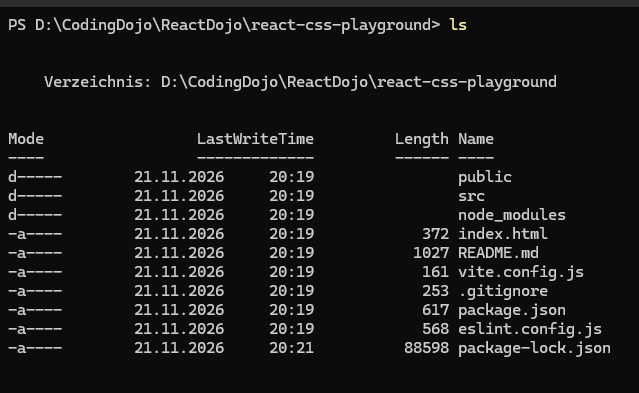 PS D:\CodingDojo\ReactDojo\react-css-playground> ls
Verzeichnis: D:\CodingDojo\ReactDojo\react-css-playground
Mode LastWriteTime Length Name
---- ------------- ------ ----
d----- 21.11.2026 20:19 public
d----- 21.11.2026 20:19 src
d----- 21.11.2026 20:19 node_modules
-a---- 21.11.2026 20:19 372 index.html
-a---- 21.11.2026 20:19 1027 README.md
-a---- 21.11.2026 20:19 161 vite.config.js
-a---- 21.11.2026 20:19 253 .gitignore
-a---- 21.11.2026 20:19 617 package.json
-a---- 21.11.2026 20:19 568 eslint.config.js
-a---- 21.11.2026 20:21 88598 package-lock.json